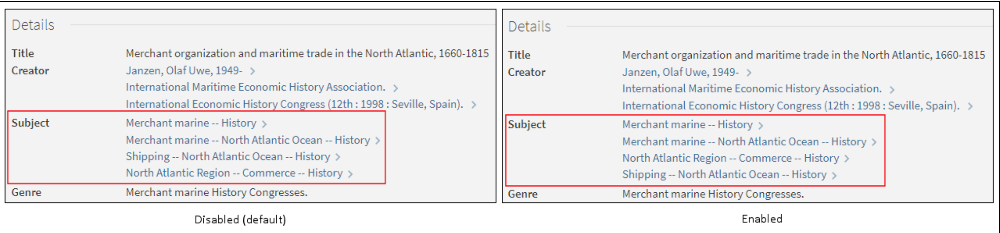 Details
Title Merchant organization and maritime trade in the North Atlantic, 1660-1815
Creator Janzen, Olaf Uwe, 1949- >
International Maritime Economic History Association. >
International Economic History Congress (12th : 1998 : Seville, Spain). >
Subject Merchant marine -- History >
Merchant marine -- North Atlantic Ocean -- History >
Shipping -- North Atlantic Ocean -- History >
North Atlantic Region -- Commerce -- History >
Genre Merchant marine History Congresses.
Disabled (default)
Details
Title Merchant organization and maritime trade in the North Atlantic, 1660-1815
Creator Janzen, Olaf Uwe, 1949- >
International Maritime Economic History Association. >
International Economic History Congress (12th : 1998 : Seville, Spain). >
Subject Merchant marine -- History >
Merchant marine -- North Atlantic Ocean -- History >
North Atlantic Region -- Commerce -- History >
Shipping -- North Atlantic Ocean -- History >
Genre Merchant marine History Congresses.
Enabled